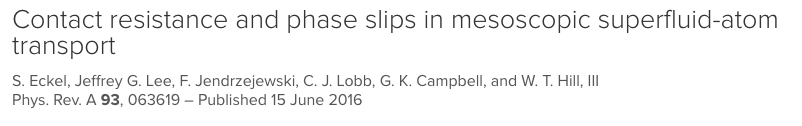 Contact resistance and phase slips in mesoscopic superfluid-atom
transport
S. Eckel, Jeffrey G. Lee, F. Jendrzejewski, C. J. Lobb, G. K. Campbell, and W. T. Hill, III
Phys. Rev. A 93, 063619 – Published 15 June 2016